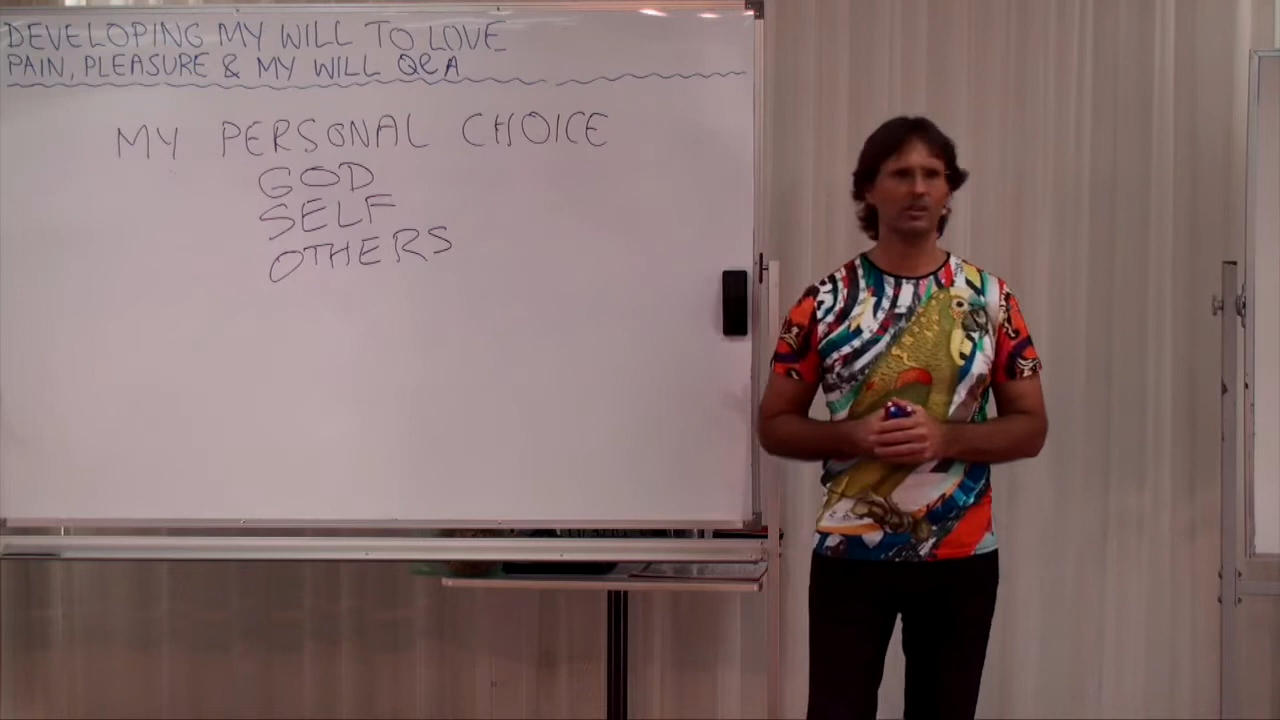 DEVELOPING MY WILL TO LOVE
PAIN, PLEASURE & MY WILL Q&A
MY PERSONAL CHOICE
GOD
SELF
OTHERS